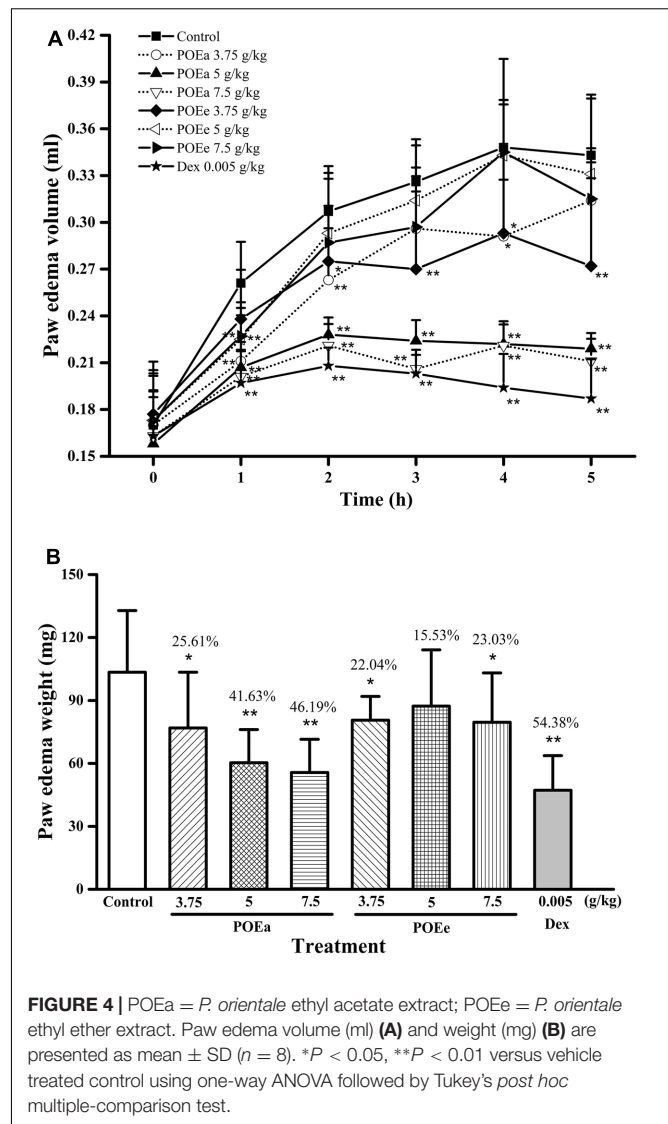 A
Control
POEa 3.75 g/kg
POEa 5 g/kg
POEa 7.5 g/kg
POEe 3.75 g/kg
POEe 5 g/kg
POEe 7.5 g/kg
Dex 0.005 g/kg
Paw edema volume (ml)
0.42
0.39
0.36
0.33
0.30
0.27
0.24
0.21
0.18
0.15
** ** ** ** ** **
* ** ** ** **
** ** ** **
* * ** ** **
** ** ** **
0 1 2 3 4 5
Time (h)
B
Paw edema weight (mg)
150
120
90
60
30
0
25.61%
*
41.63%
**
46.19%
**
22.04%
*
15.53%
23.03%
*
54.38%
**
Control 3.75 5 7.5 3.75 5 7.5 0.005 (g/kg)
POEa POEe Dex
Treatment
FIGURE 4 | POEa = P. orientale ethyl acetate extract; POEe = P. orientale
ethyl ether extract. Paw edema volume (ml) (A) and weight (mg) (B) are
presented as mean ± SD (n = 8). *P < 0.05, **P < 0.01 versus vehicle
treated control using one-way ANOVA followed by Tukey's post hoc
multiple-comparison test.